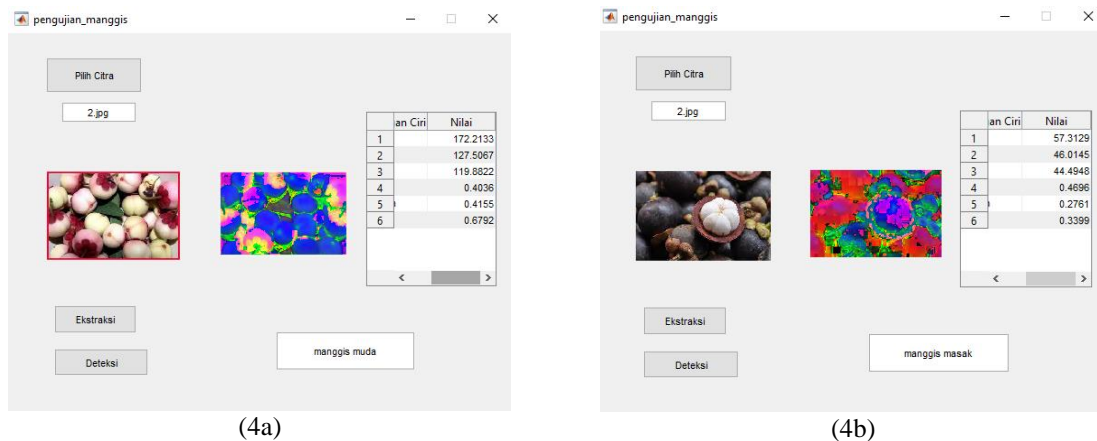 pengujian_manggis
Pilih Citra
2.jpg
an Ciri Nilai
1 172.2133
2 127.5067
3 119.8822
4 0.4036
5 0.4155
6 0.6792
Ekstraksi
Deteksi
manggis muda
(4a)
pengujian_manggis
Pilih Citra
2.jpg
an Ciri Nilai
1 57.3129
2 46.0145
3 44.4948
4 0.4696
5 0.2761
6 0.3399
Ekstraksi
Deteksi
manggis masak
(4b)